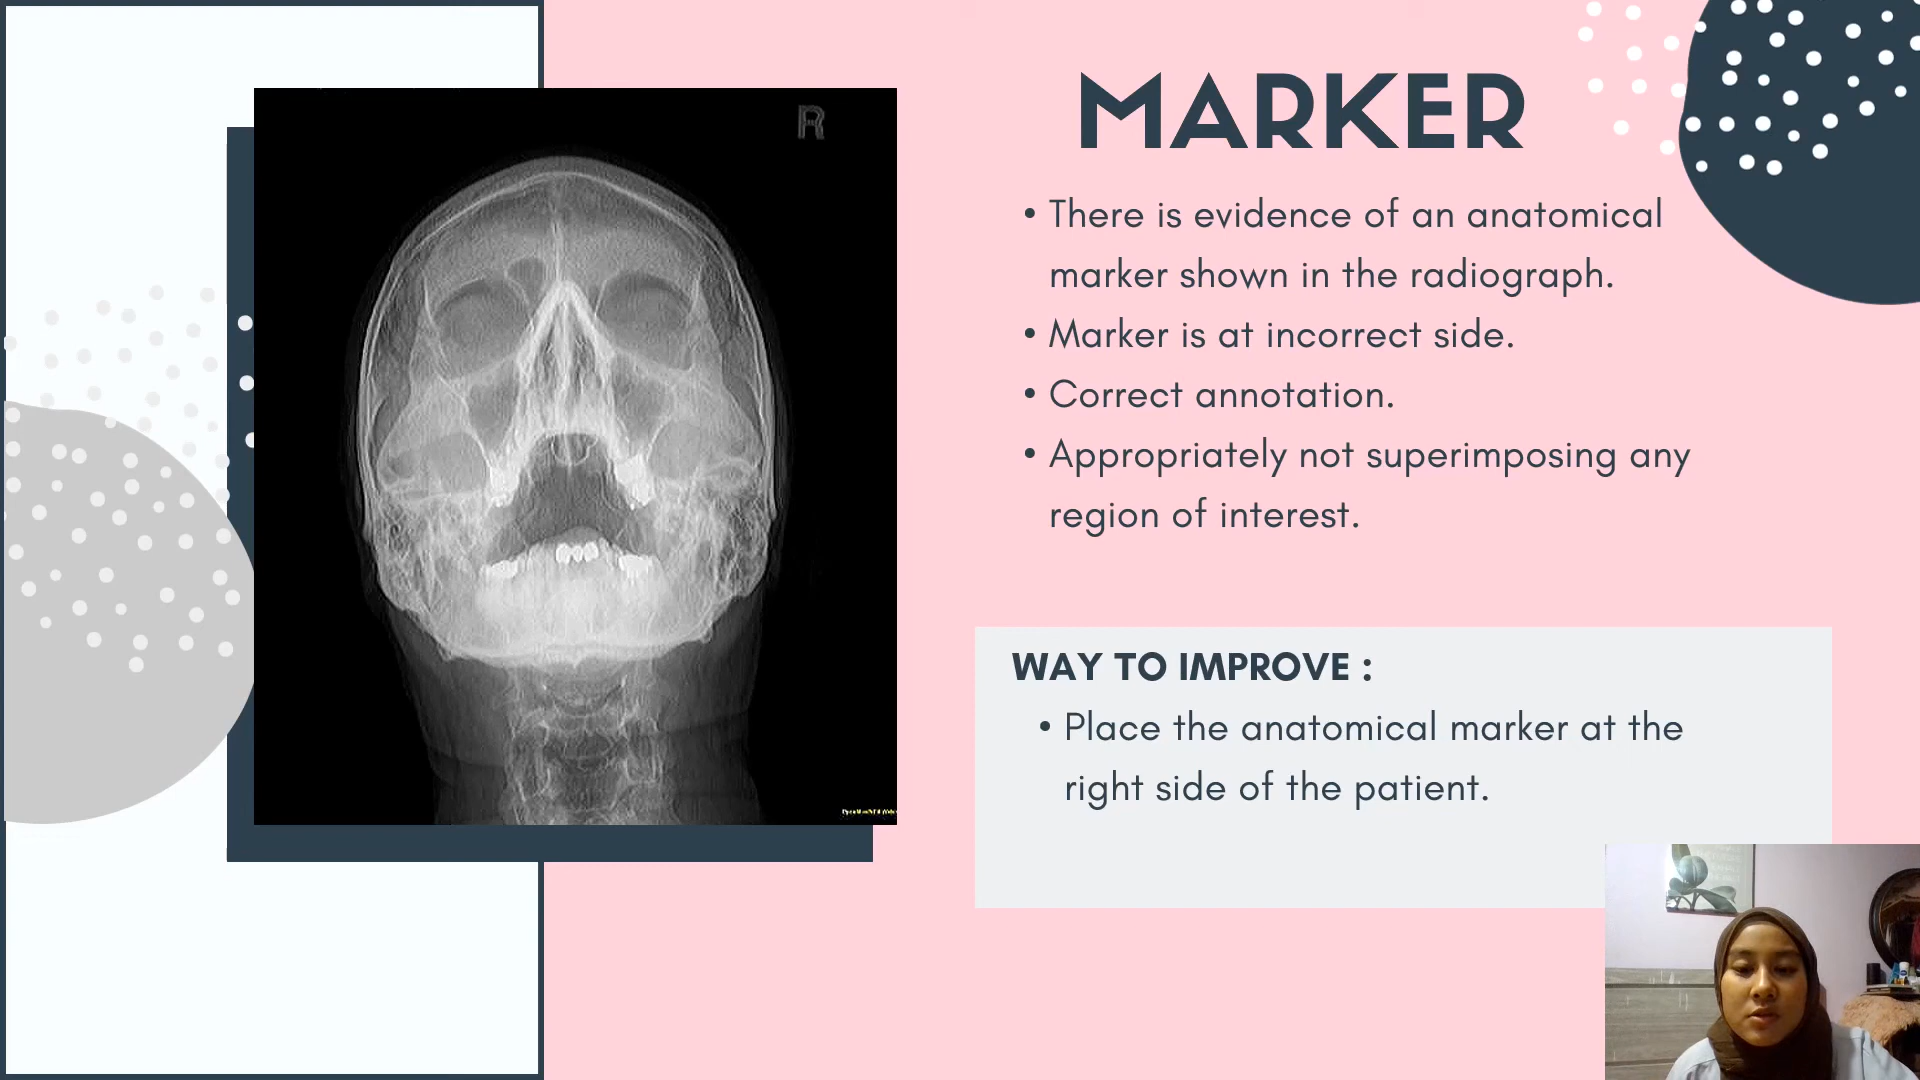 R
MARKER
• There is evidence of an anatomical
marker shown in the radiograph.
• Marker is at incorrect side.
• Correct annotation.
• Appropriately not superimposing any
region of interest.
WAY TO IMPROVE :
• Place the anatomical marker at the
right side of the patient.